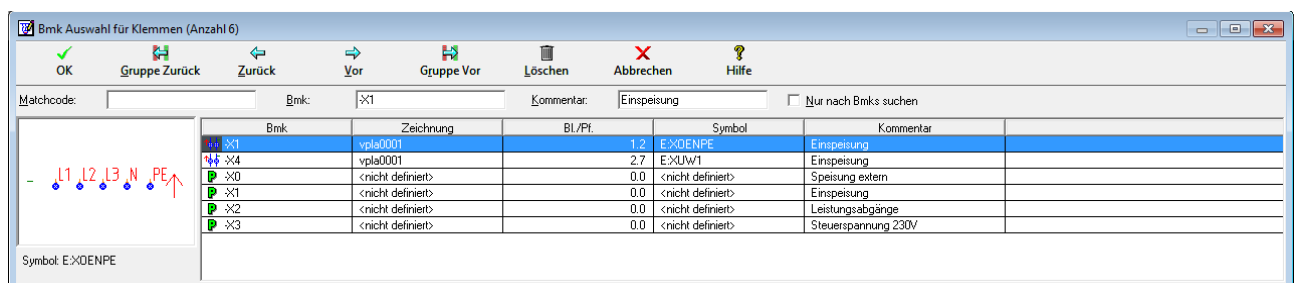 Bmk Auswahl für Klemmen (Anzahl 6)
OK Gruppe Zurück Zurück Vor Gruppe Vor Löschen Abbrechen Hilfe
Matchcode: Bmk: -X1 Kommentar: Einspeisung Nur nach Bmks suchen
Bmk Zeichnung Bl./Pf. Symbol Kommentar
-X1 vpla0001 1.2 E:XOENPE Einspeisung
-X4 vpla0001 2.7 E:XUW1 Einspeisung
-X0 <nicht definiert> 0.0 <nicht definiert> Speisung extern
-X1 <nicht definiert> 0.0 <nicht definiert> Einspeisung
-X2 <nicht definiert> 0.0 <nicht definiert> Leistungsabgänge
-X3 <nicht definiert> 0.0 <nicht definiert> Steuerspannung 230V
L1 L2 L3 N PE
Symbol: E:XOENPE